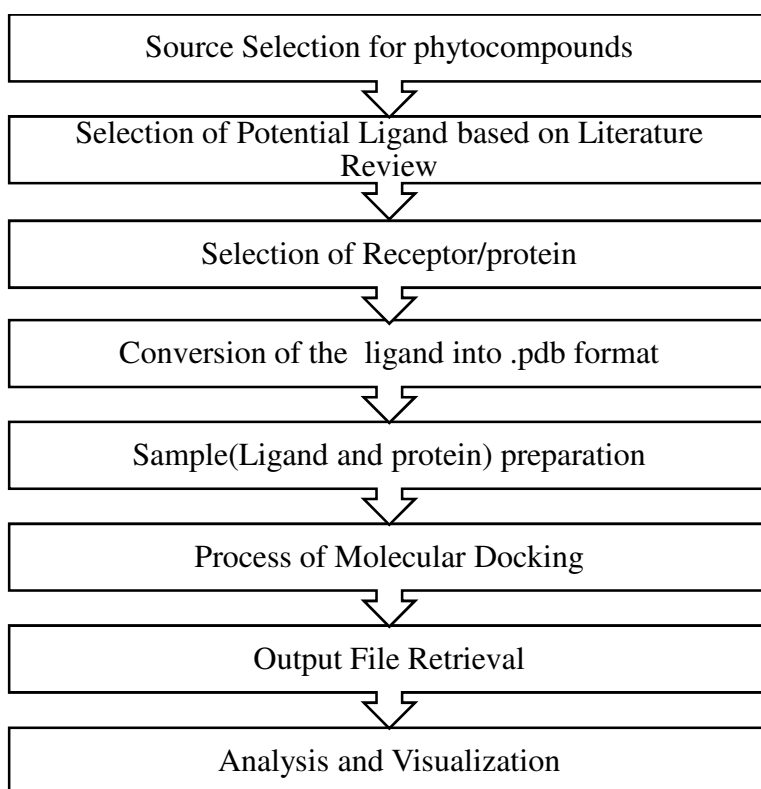 Source Selection for phytocompounds
Selection of Potential Ligand based on Literature
Review
Selection of Receptor/protein
Conversion of the  ligand into .pdb format
Sample(Ligand and protein) preparation
Process of Molecular Docking
Output File Retrieval
Analysis and Visualization